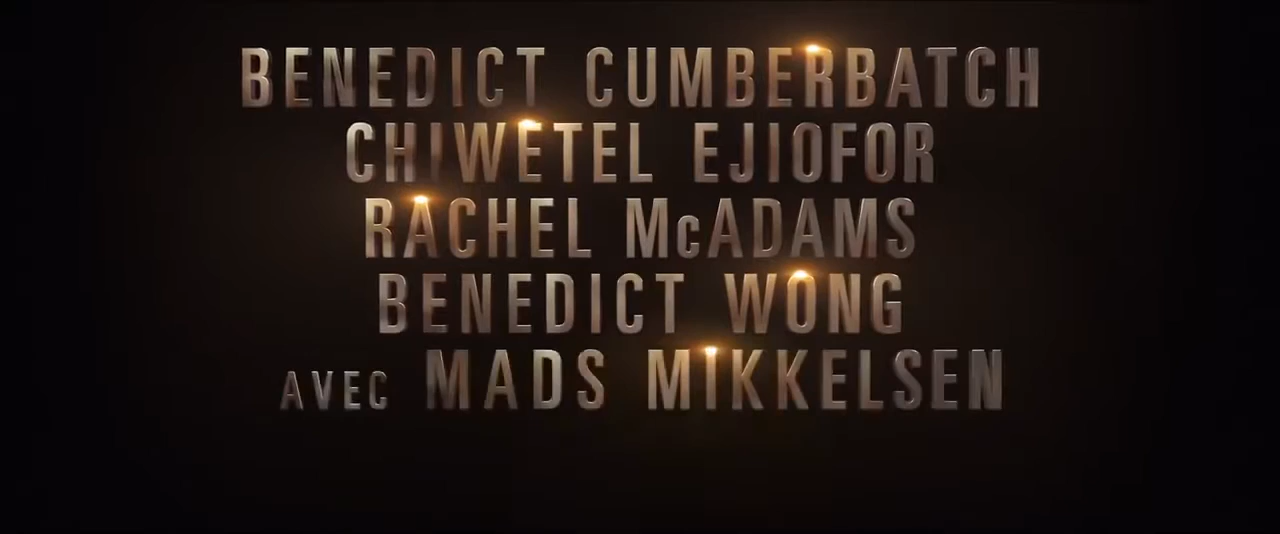 BENEDICT CUMBERBATCH
CHIWETEL EJIOFOR
RACHEL McADAMS
BENEDICT WONG
AVEC MADS MIKKELSEN